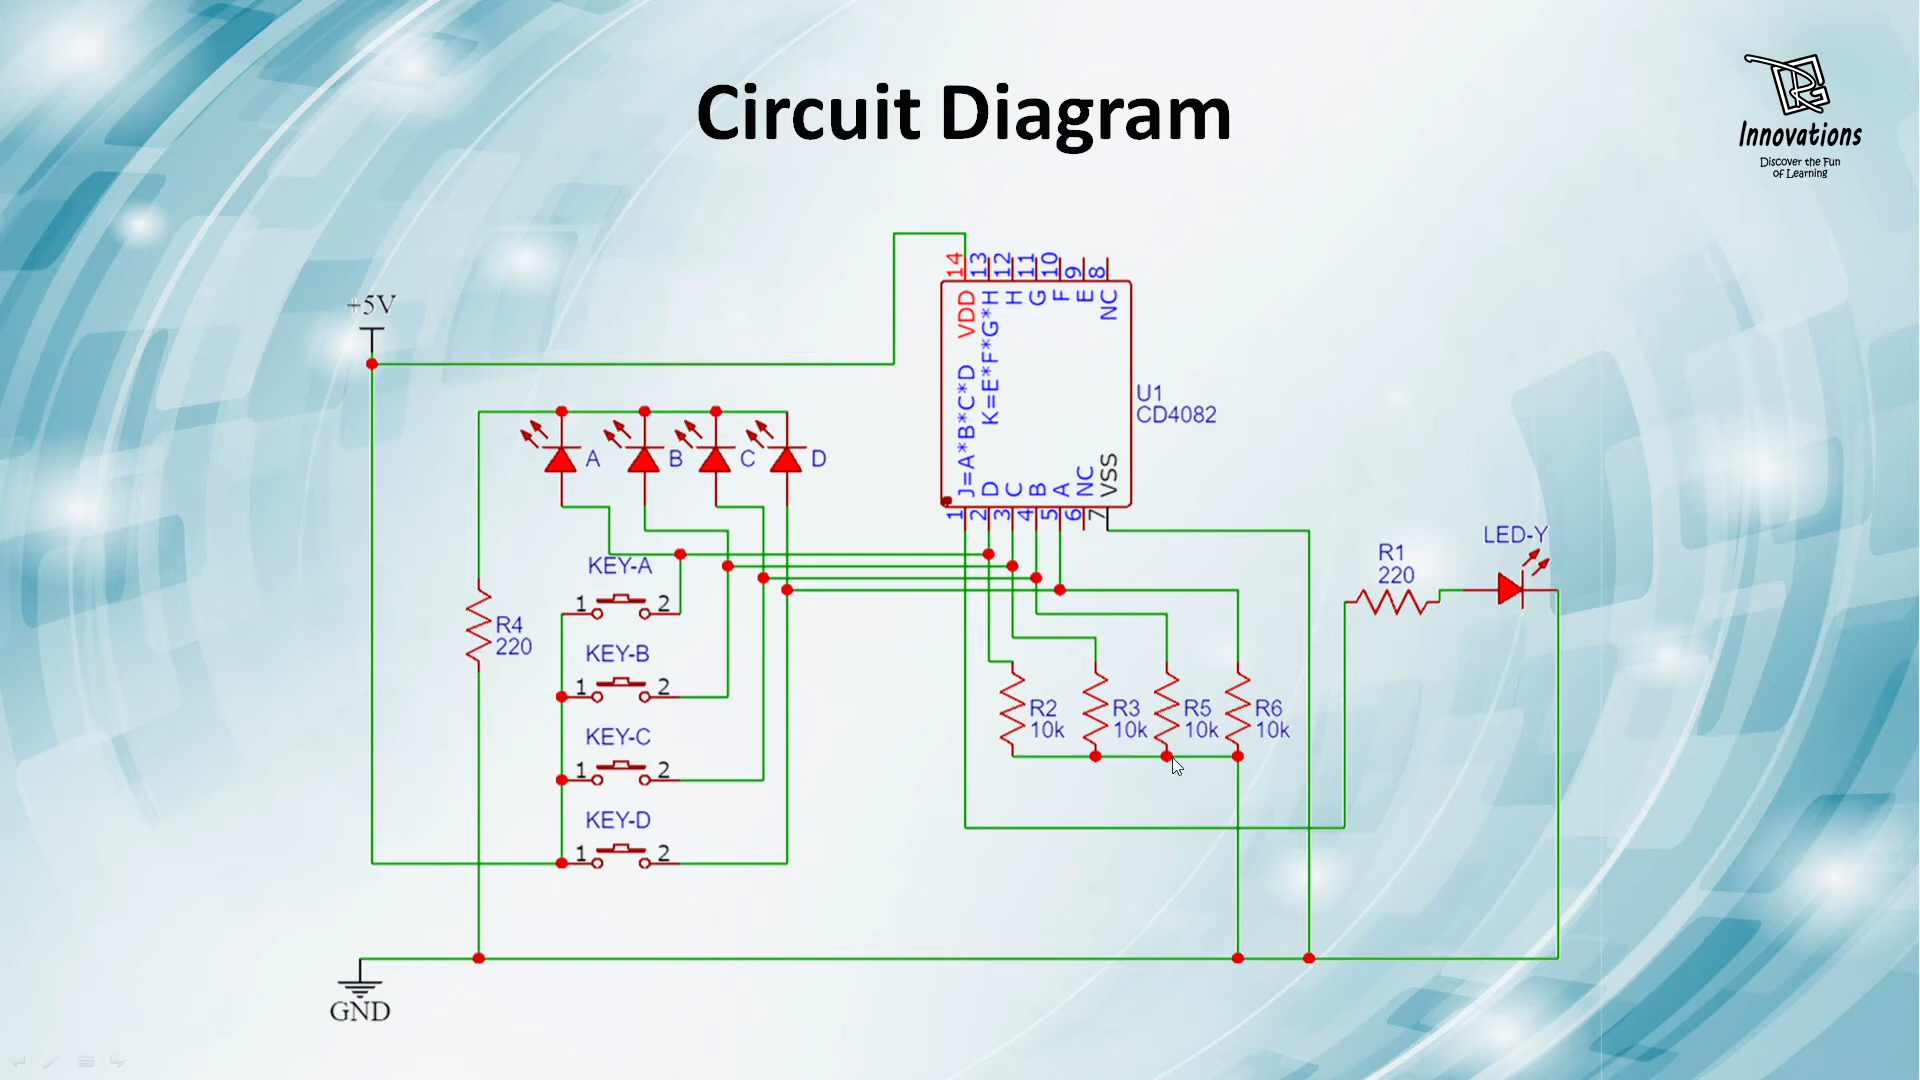 Circuit Diagram
Innovations
Discover the Fun
of Learning
+5V
14
13
12
11
10
9
8
VDD
K=E*F*G*H
H
G
F
E
NC
J=A*B*C*D
D
C
B
A
NC
VSS
1
2
3
4
5
6
7
U1
CD4082
A
B
C
D
KEY-A
1
2
KEY-B
1
2
KEY-C
1
2
KEY-D
1
2
R4
220
R2
10k
R3
10k
R5
10k
R6
10k
R1
220
LED-Y
GND